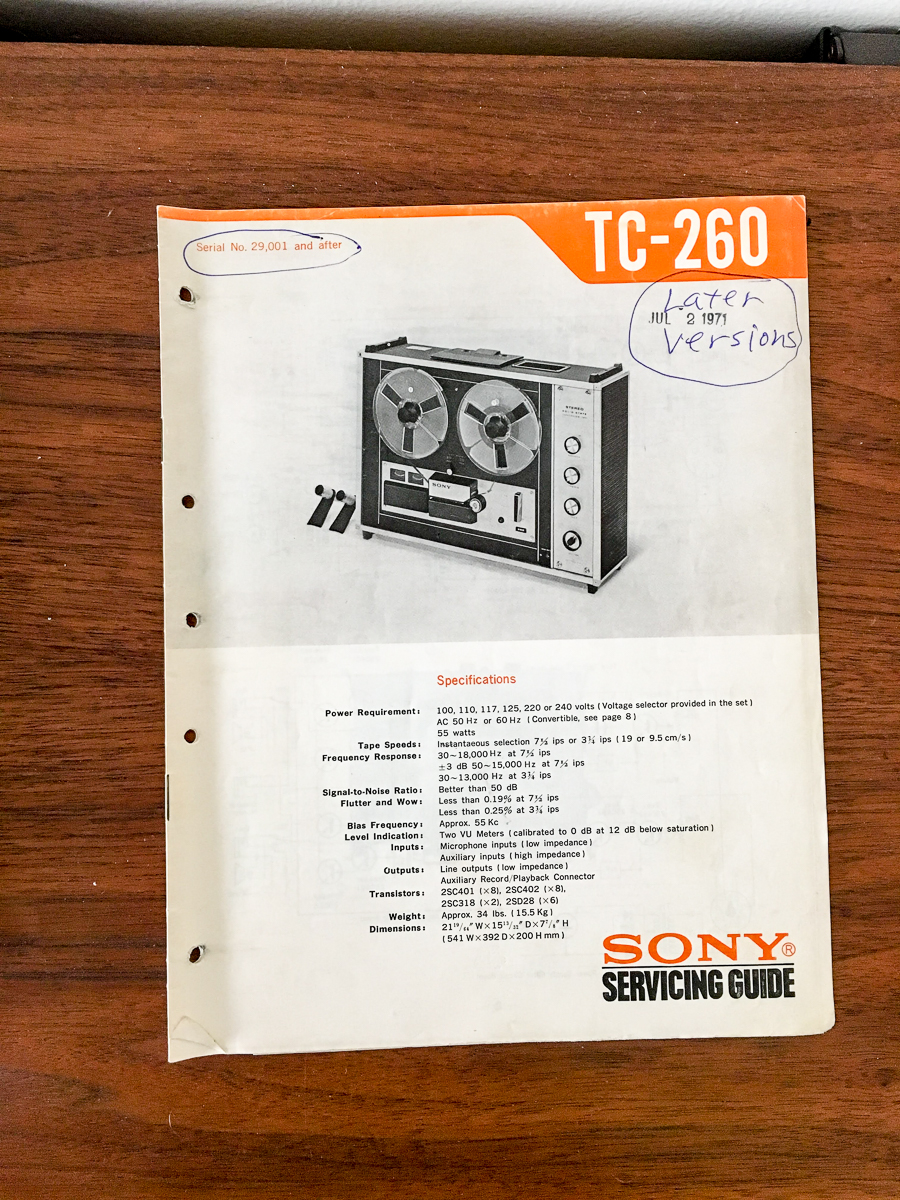 TC-260
Serial No. 29,001 and after
Later
JUL 2 1971
versions
STEREO
SONY
Specifications
Power Requirement: 100, 110, 117, 125, 220 or 240 volts (Voltage selector provided in the set)
AC 50 Hz or 60 Hz (Convertible, see page 8)
55 watts
Tape Speeds: Instantaeous selection 7½ ips or 3¾ ips (19 or 9.5 cm/s)
Frequency Response: 30~18,000 Hz at 7½ ips
±3 dB 50~15,000 Hz at 7½ ips
30~13,000 Hz at 3¾ ips
Signal-to-Noise Ratio: Better than 50 dB
Flutter and Wow: Less than 0.19% at 7½ ips
Less than 0.25% at 3¾ ips
Bias Frequency: Approx. 55 Kc
Level Indication: Two VU Meters (calibrated to 0 dB at 12 dB below saturation)
Inputs: Microphone inputs (low impedance)
Auxiliary inputs (high impedance)
Outputs: Line outputs (low impedance)
Auxiliary Record/Playback Connector
Transistors: 2SC401 (×8), 2SC402 (×8),
2SC318 (×2), 2SD28 (×6)
Weight: Approx. 34 lbs. (15.5 Kg)
Dimensions: 21¹⁹/₆₄″ W×15¹³/₃₂″ D×7⁷/₈″ H
(541 W×392 D×200 H mm)
SONY®
SERVICING GUIDE